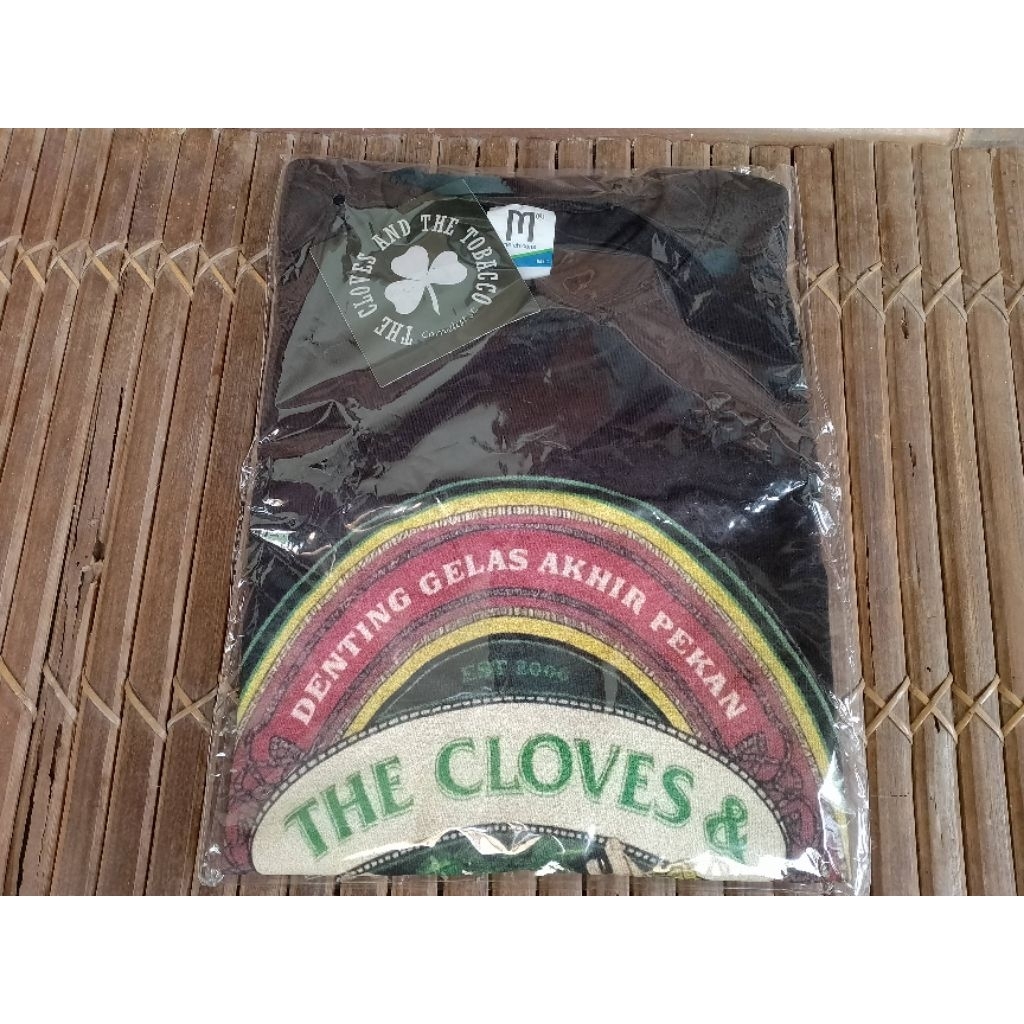 THE CLOVES AND THE TOBACCO
M
DENTING GELAS AKHIR PEKAN
EST 2006
THE CLOVES &